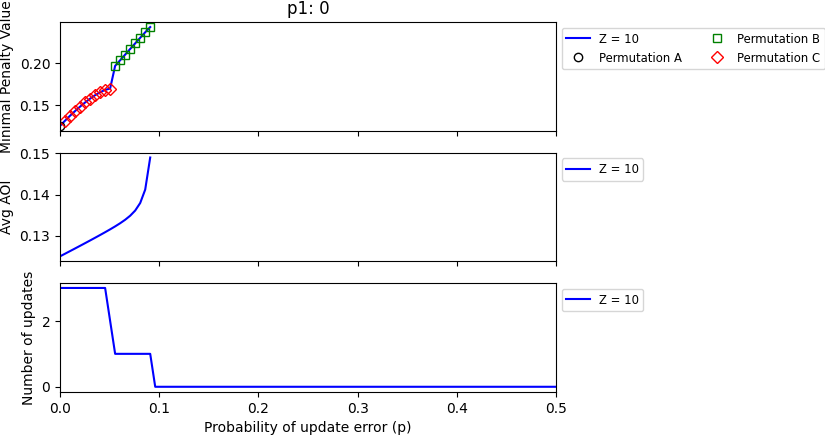 p1: 0
Minimal Penalty Value
0.20
0.15
Z = 10
Permutation A
Permutation B
Permutation C
Avg AOI
0.15
0.14
0.13
Z = 10
Number of updates
2
0
Z = 10
0.0 0.1 0.2 0.3 0.4 0.5
Probability of update error (p)